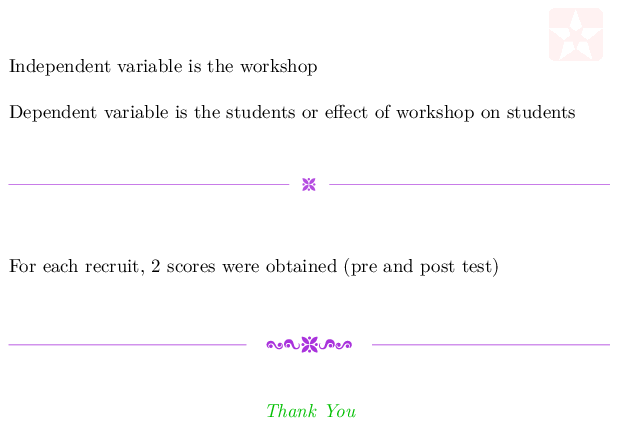 Independent variable is the workshop
Dependent variable is the students or effect of workshop on students
For each recruit, 2 scores were obtained (pre and post test)
Thank You